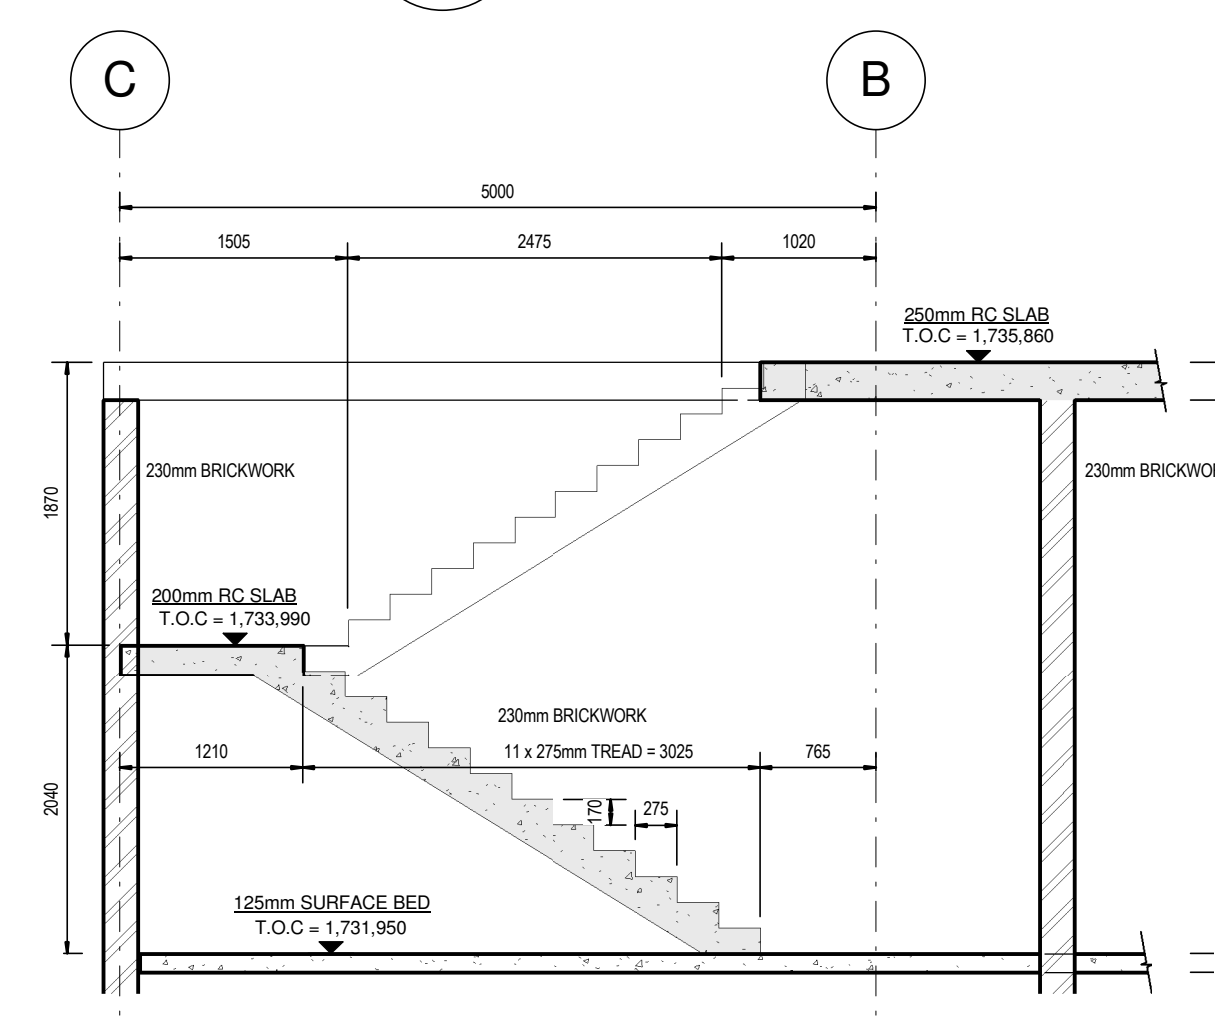 C
B
5000
1505
2475
1020
250mm RC SLAB
T.O.C = 1,735,860
230mm BRICKWORK
230mm
1870
200mm RC SLAB
T.O.C = 1,733,990
230mm BRICKWORK
1210
11 x 275mm TREAD = 3025
765
2040
170
275
125mm SURFACE BED
T.O.C = 1,731,950